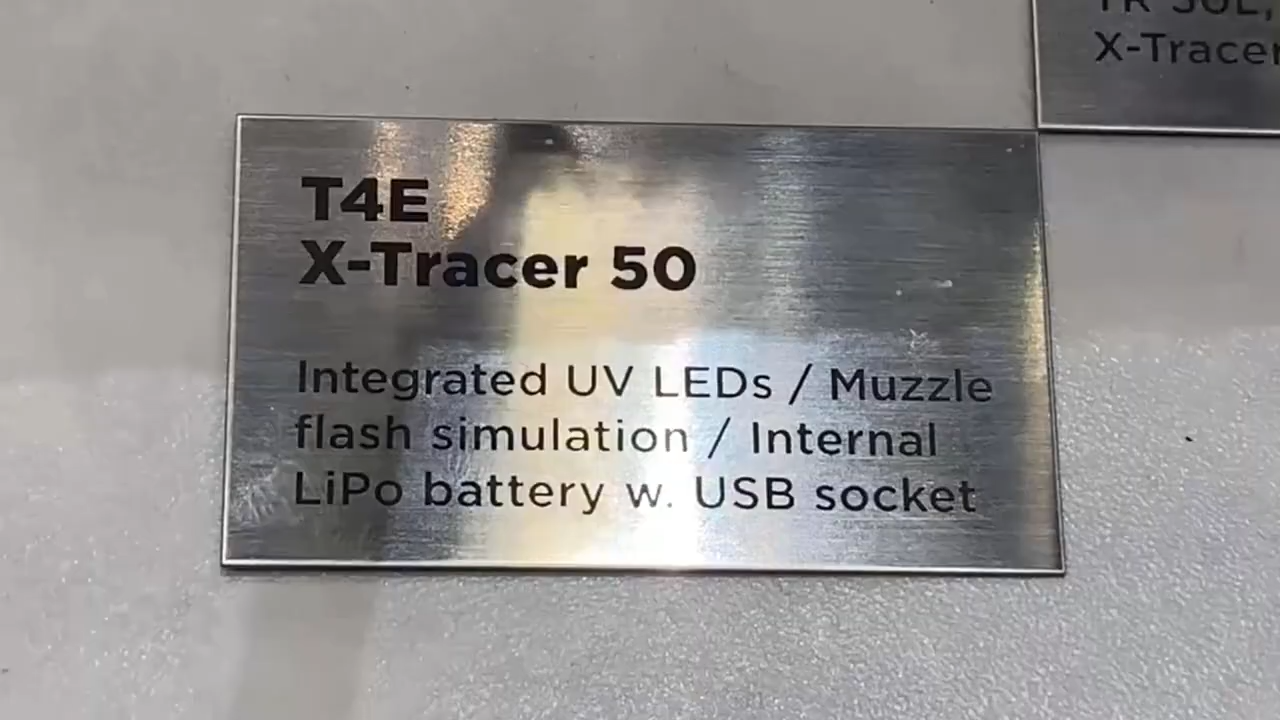 X-Tracer
T4E
X-Tracer 50
Integrated UV LEDs / Muzzle
flash simulation / Internal
LiPo battery w. USB socket